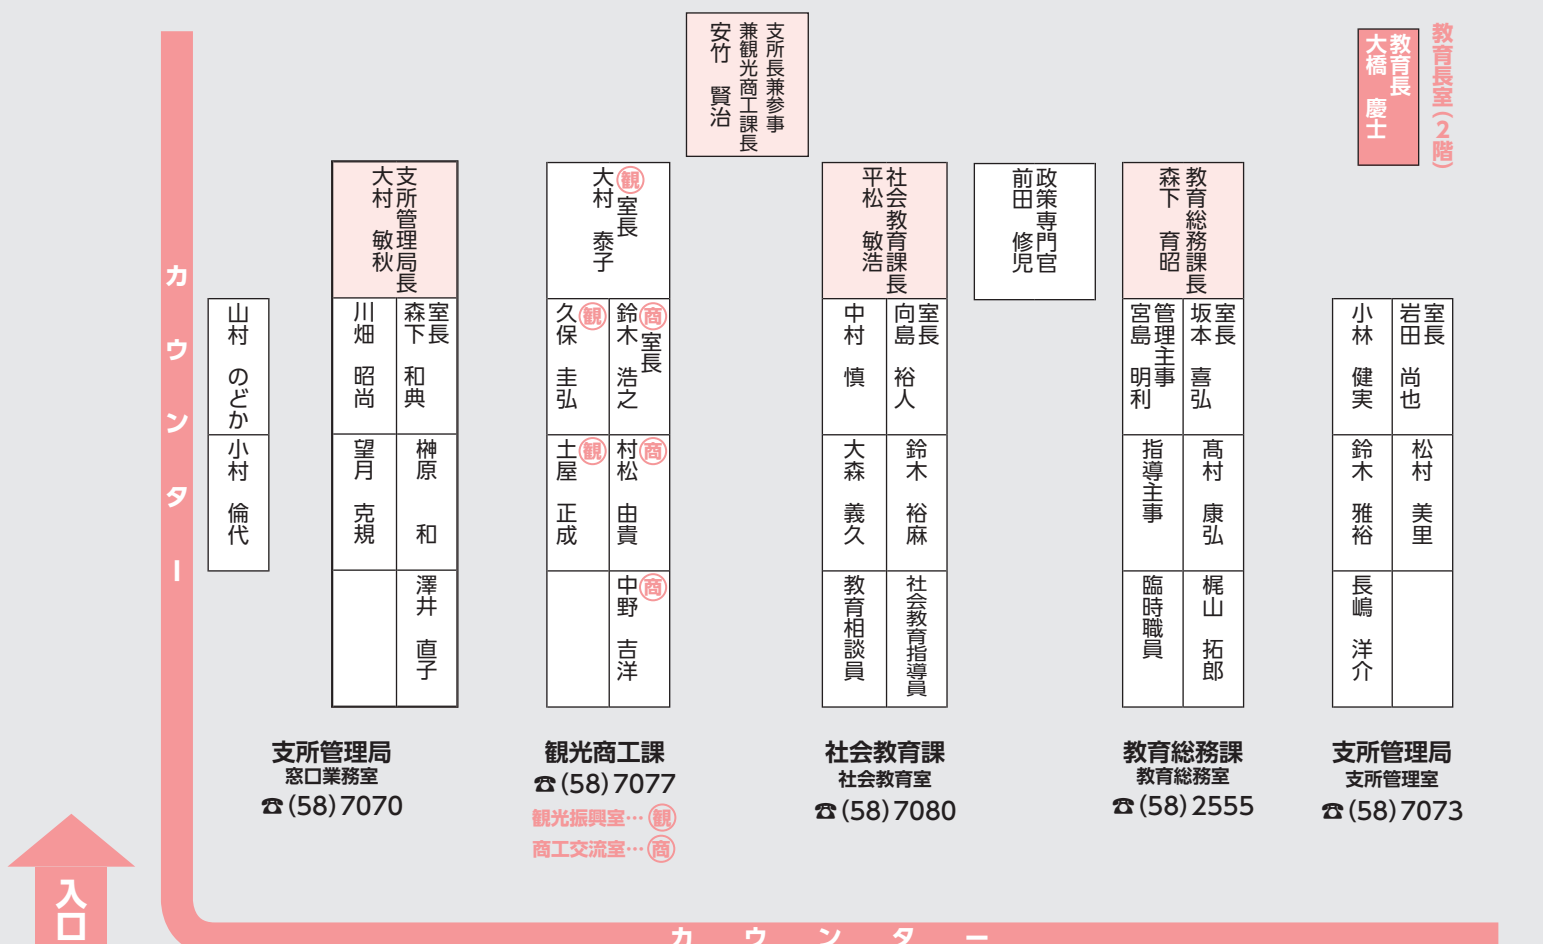 教育長室(2階)
教育長
大橋 慶士
支所長兼参事
兼観光商工課長
安竹 賢治
カウンター
山村 のどか
小村 倫代
支所管理局長
大村 敏秋
室長
森下 和典
川畑 昭尚
榊原 和
望月 克規
澤井 直子
支所管理局
窓口業務室
☎(58)7070
観 室長
大村 泰子
商 室長
鈴木 浩之
観
久保 圭弘
商
村松 由貴
観
土屋 正成
商
中野 吉洋
観光商工課
☎(58)7077
観光振興室…観
商工交流室…商
社会教育課長
平松 敏浩
室長
向島 裕人
中村 慎
鈴木 裕麻
大森 義久
社会教育指導員
教育相談員
社会教育課
社会教育室
☎(58)7080
政策専門官
前田 修児
教育総務課長
森下 育昭
室長
坂本 喜弘
管理主事
宮島 明利
髙村 康弘
指導主事
梶山 拓郎
臨時職員
教育総務課
教育総務室
☎(58)2555
室長
岩田 尚也
小林 健実
松村 美里
鈴木 雅裕
長嶋 洋介
支所管理局
支所管理室
☎(58)7073
入口
カウンター